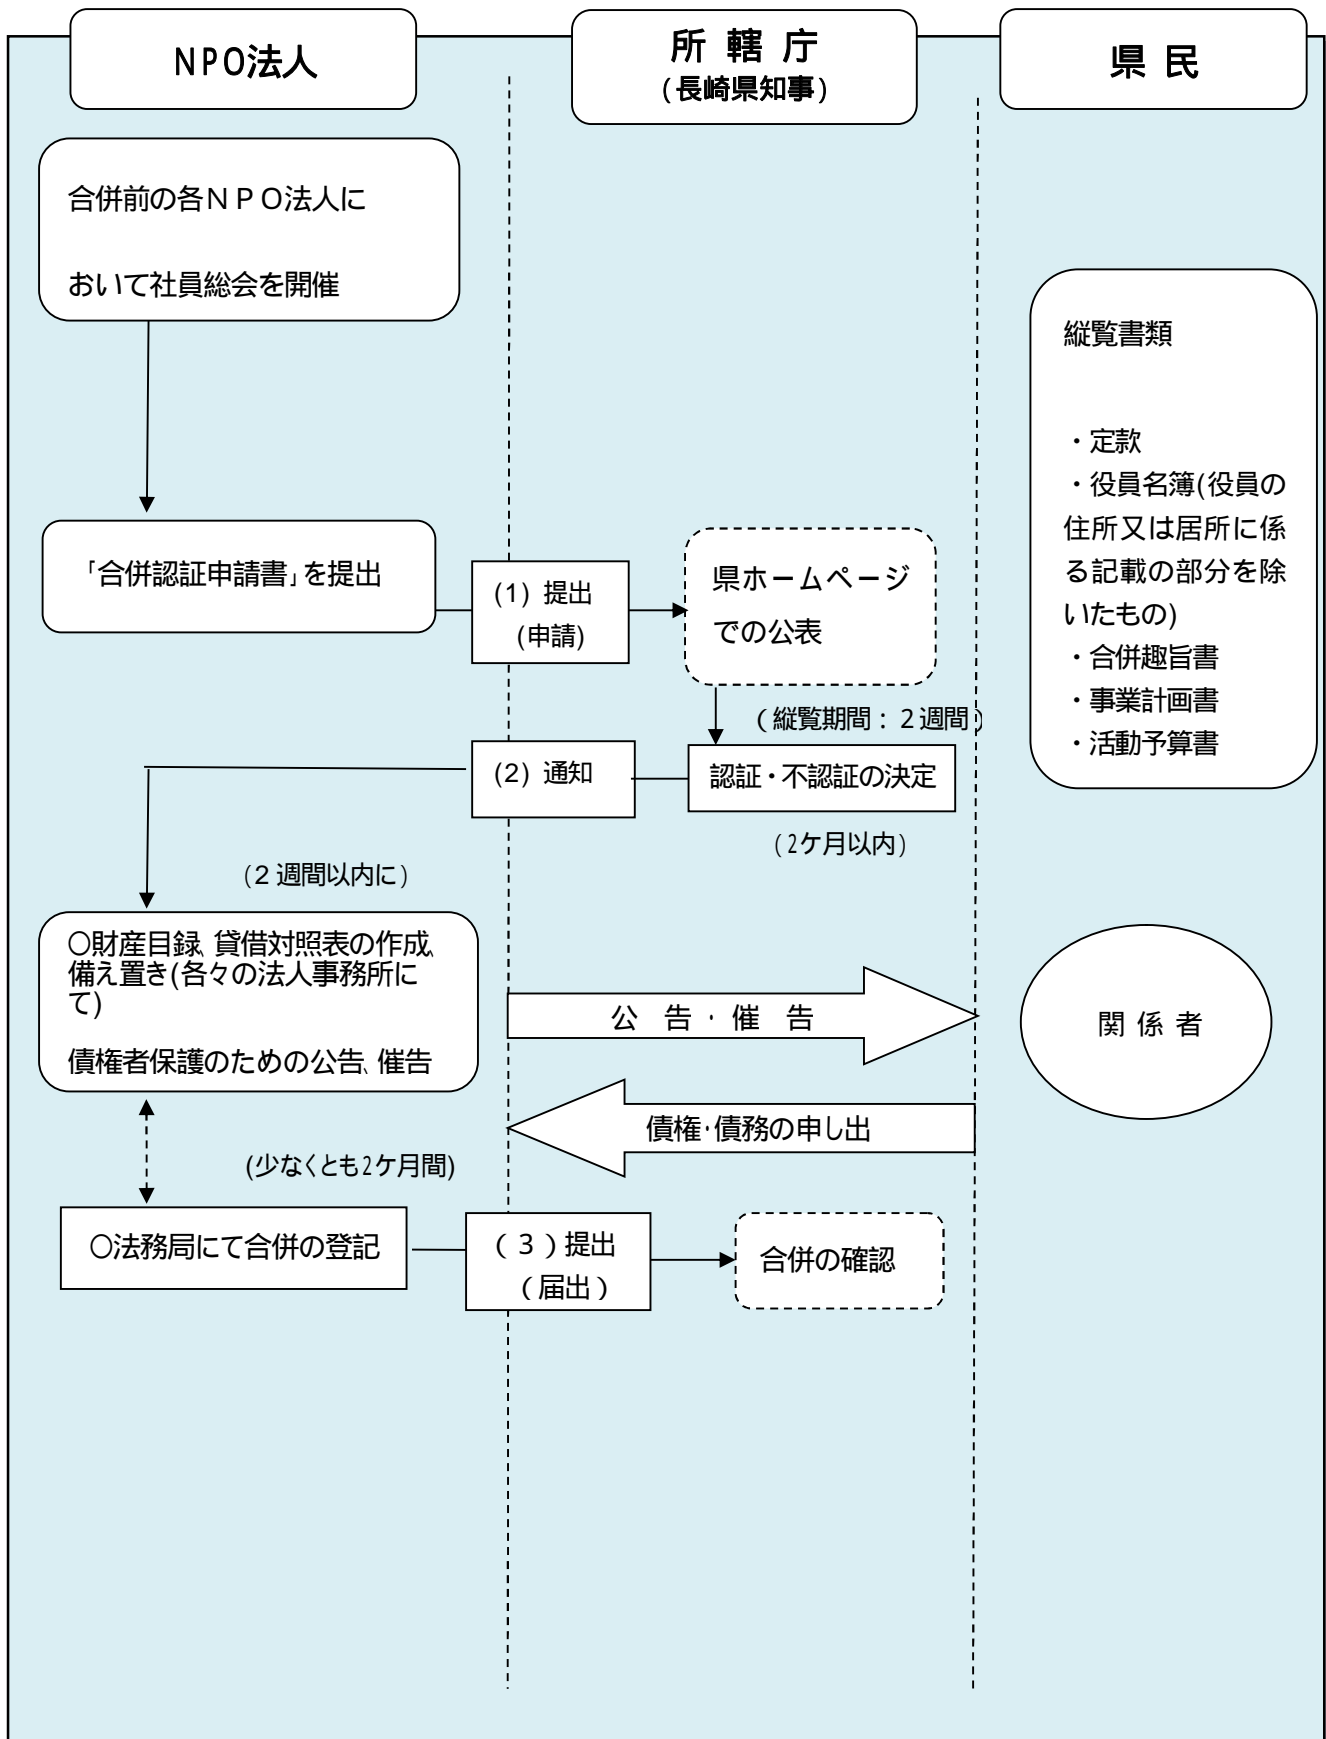 NPO法人
所 轄 庁
(長崎県知事)
県 民
合併前の各ＮＰＯ法人に
おいて社員総会を開催
縦覧書類
・定款
・役員名簿(役員の
住所又は居所に係
る記載の部分を除
いたもの)
・合併趣旨書
・事業計画書
・活動予算書
「合併認証申請書」を提出
(1) 提出
(申請)
県ホームページ
での公表
（縦覧期間：２週間）
(2) 通知
認証・不認証の決定
（2ケ月以内）
（2 週間以内に）
○財産目録、貸借対照表の作成、
備え置き(各々の法人事務所に
て)
債権者保護のための公告、催告
公　告・催　告
関 係 者
債権・債務の申し出
(少なくとも2ケ月間)
○法務局にて合併の登記
（３）提出
（届出）
合併の確認